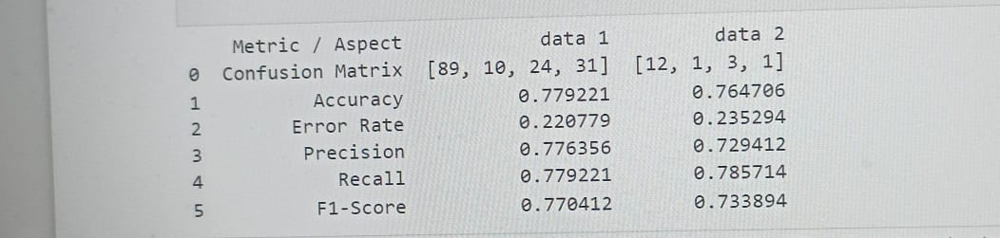 Metric / Aspect data 1 data 2
0 Confusion Matrix [89, 10, 24, 31] [12, 1, 3, 1]
1 Accuracy 0.779221 0.764706
2 Error Rate 0.220779 0.235294
3 Precision 0.776356 0.729412
4 Recall 0.779221 0.785714
5 F1-Score 0.770412 0.733894